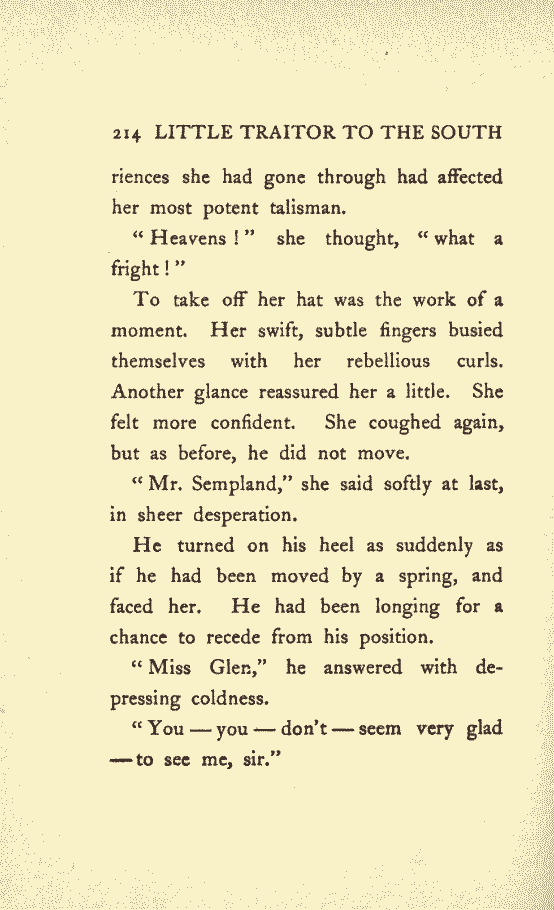 214 LITTLE TRAITOR TO THE SOUTH
riences she had gone through had affected
her most potent talisman.
“ Heavens ! ” she thought, “ what a
fright ! ”
To take off her hat was the work of a
moment. Her swift, subtle fingers busied
themselves with her rebellious curls.
Another glance reassured her a little. She
felt more confident. She coughed again,
but as before, he did not move.
“ Mr. Sempland,” she said softly at last,
in sheer desperation.
He turned on his heel as suddenly as
if he had been moved by a spring, and
faced her. He had been longing for a
chance to recede from his position.
“ Miss Glen,” he answered with de-
pressing coldness.
“ You — you — don’t — seem very glad
— to see me, sir.”